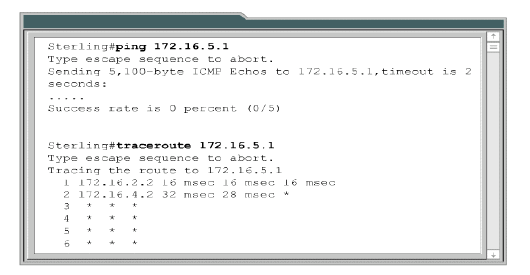 Sterling#ping 172.16.5.1
Type escape sequence to abort.
Sending 5,100-byte ICMP Echos to 172.16.5.1,timeout is 2
seconds:
.....
Success rate is 0 percent (0/5)
Sterling#traceroute 172.16.5.1
Type escape sequence to abort.
Tracing the route to 172.16.5.1
1 172.16.2.2 16 msec 16 msec 16 msec
2 172.16.4.2 32 msec 28 msec *
3 * * *
4 * * *
5 * * *
6 * * *